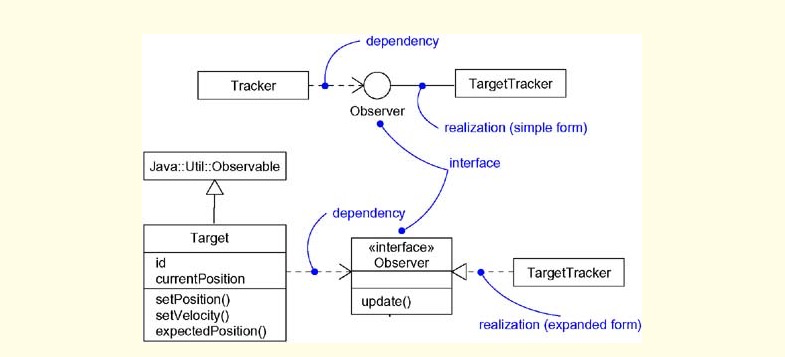 dependency
Tracker
TargetTracker
Observer
realization (simple form)
interface
Java::Util::Observable
dependency
Target
«interface»
Observer
TargetTracker
id
currentPosition
setPosition()
setVelocity()
expectedPosition()
update()
realization (expanded form)